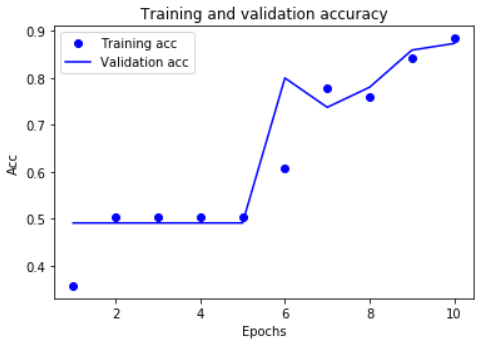 Training and validation accuracy
Training acc
Validation acc
Acc
0.9
0.8
0.7
0.6
0.5
0.4
2 4 6 8 10
Epochs